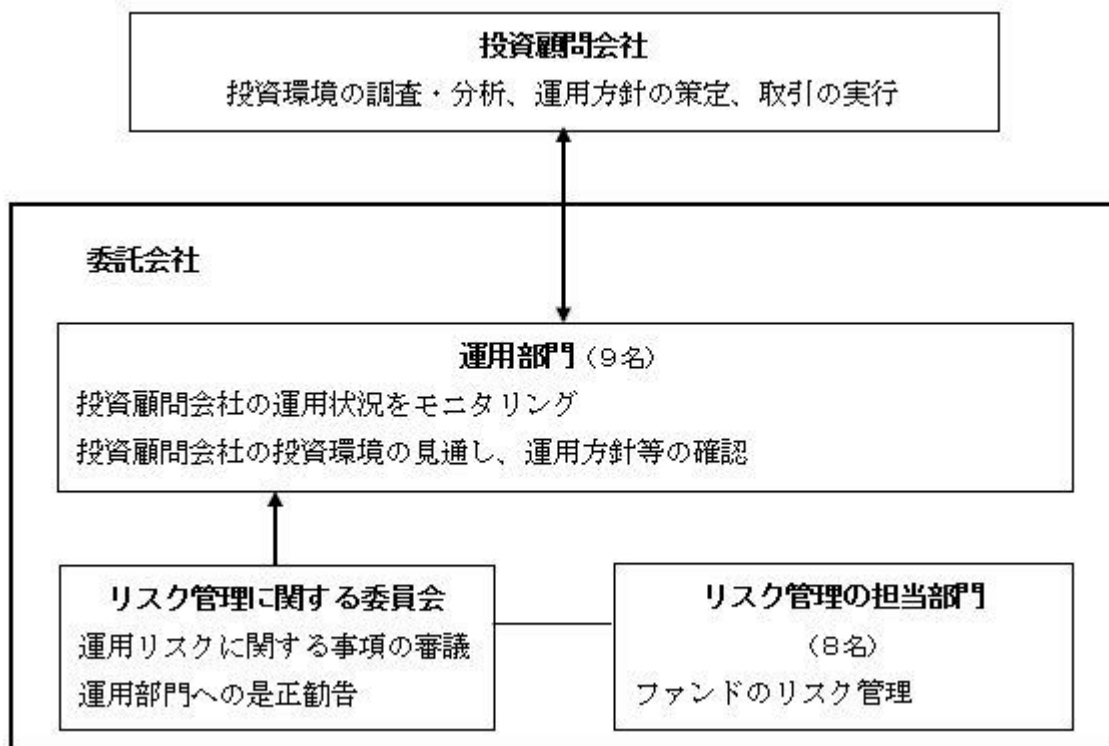 投資顧問会社
投資環境の調査・分析、運用方針の策定、取引の実行
委託会社
運用部門（９名）
投資顧問会社の運用状況をモニタリング
投資顧問会社の投資環境の見通し、運用方針等の確認
リスク管理に関する委員会
運用リスクに関する事項の審議
運用部門への是正勧告
リスク管理の担当部門
（８名）
ファンドのリスク管理